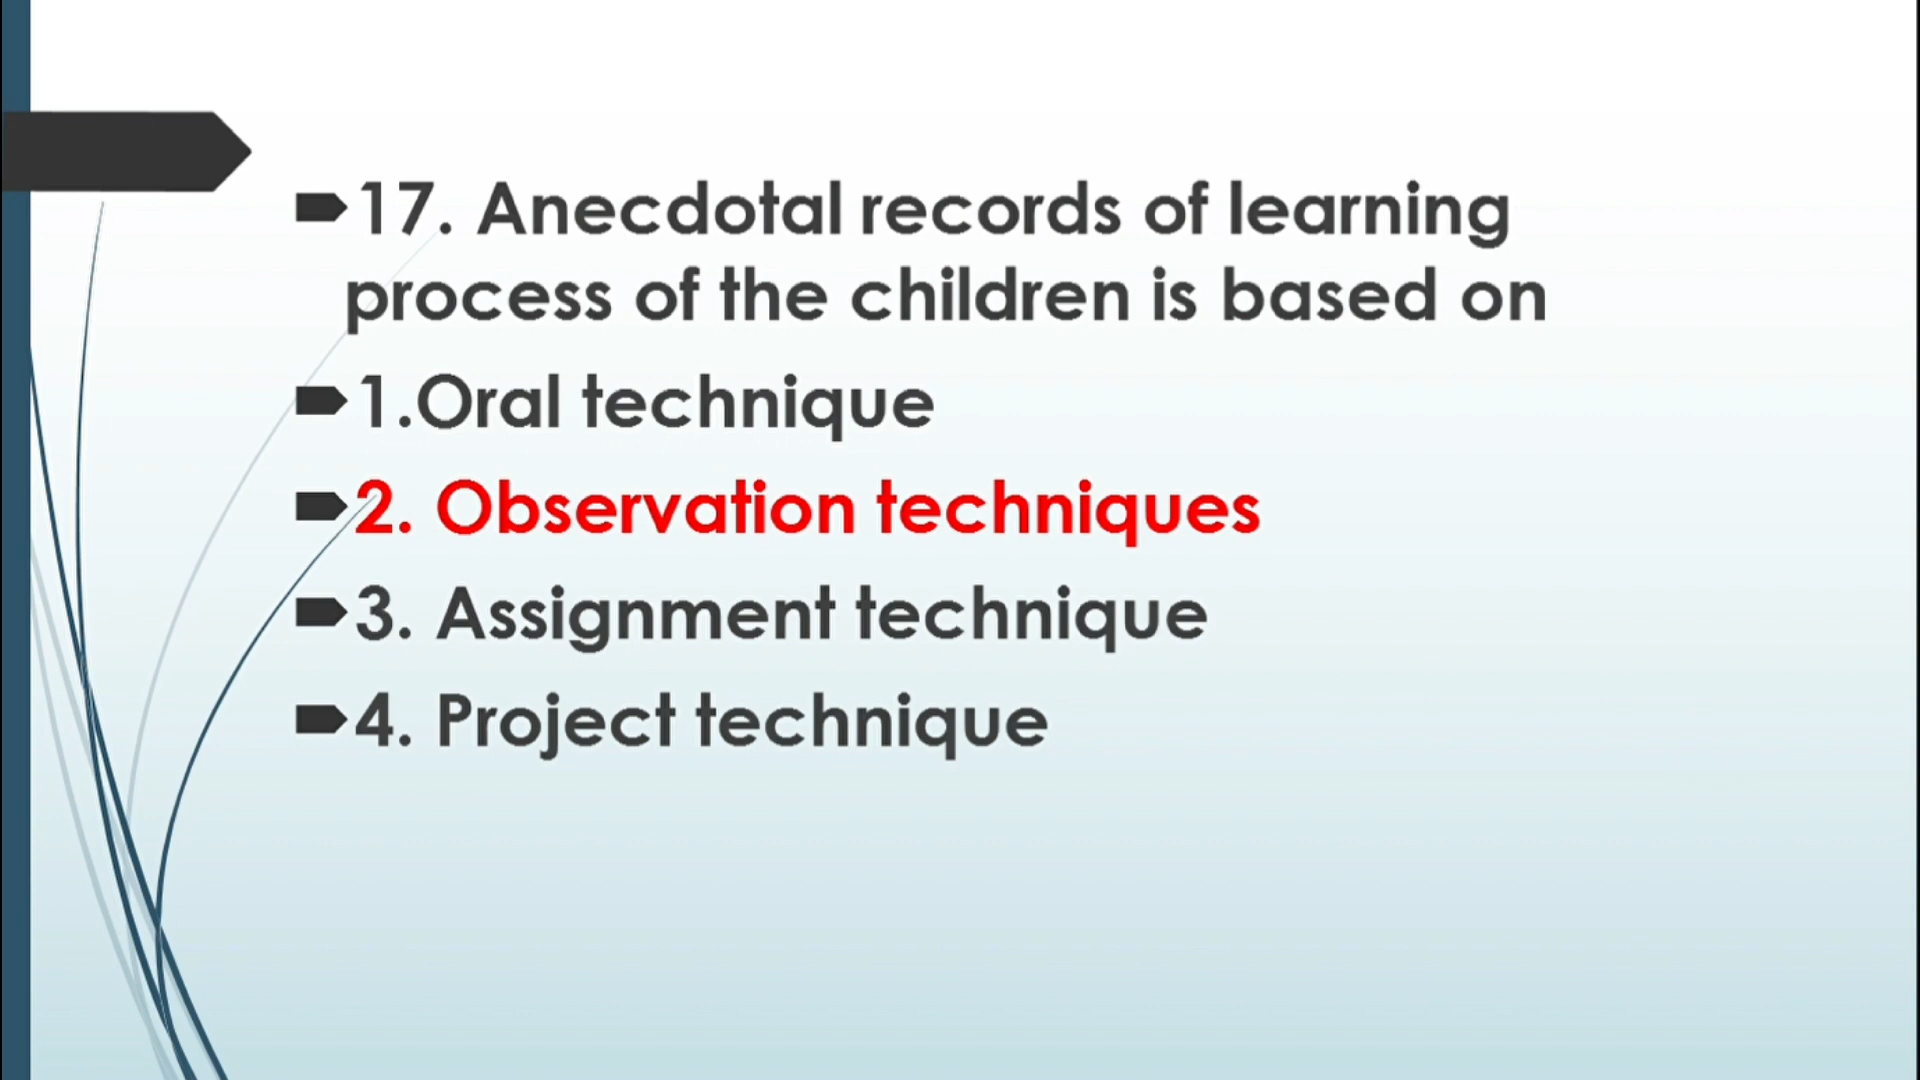 17. Anecdotal records of learning
process of the children is based on
1.Oral technique
2. Observation techniques
3. Assignment technique
4. Project technique